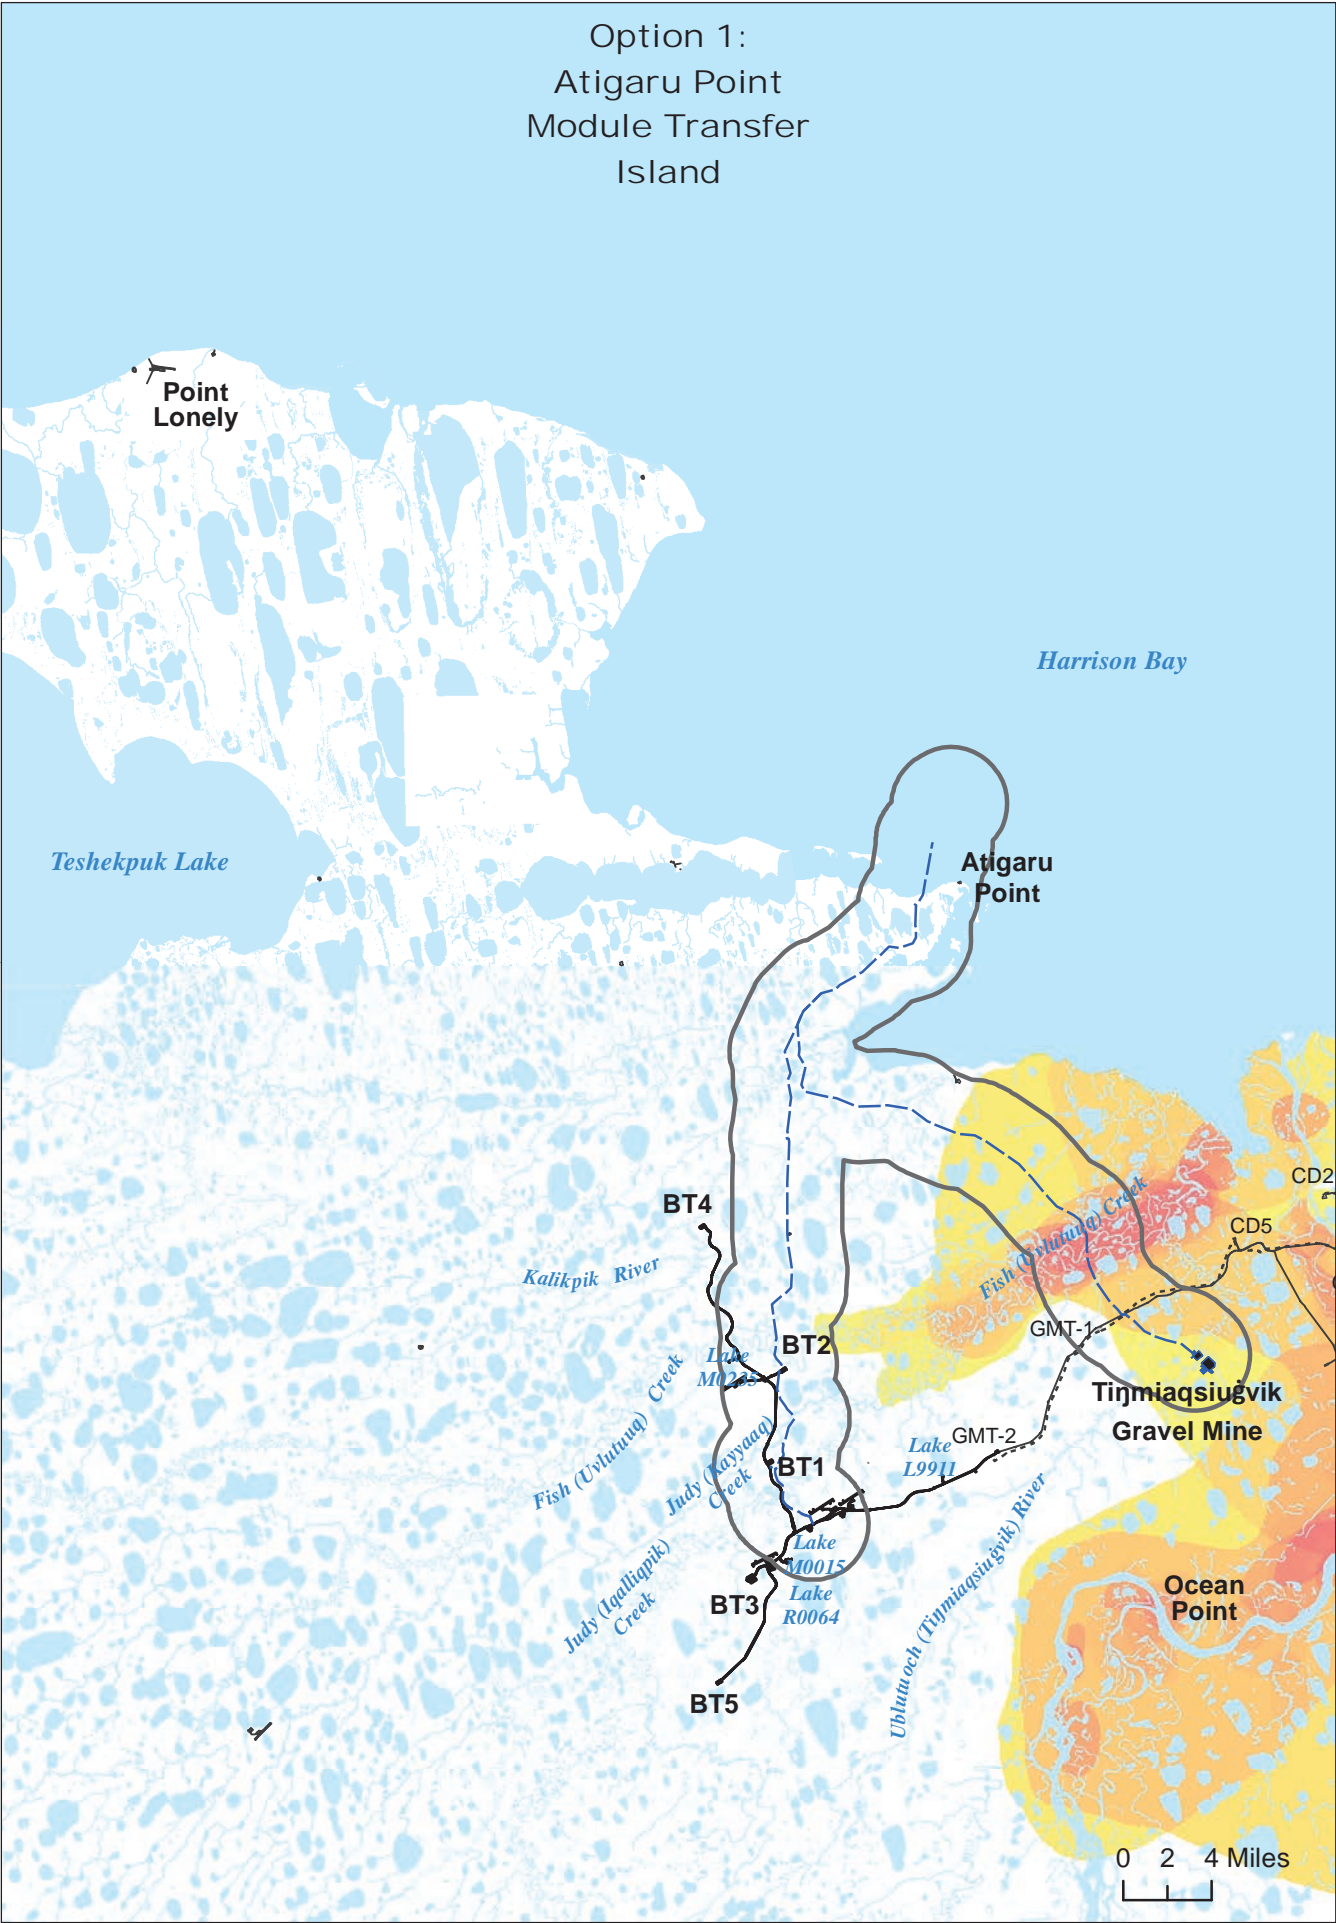 Option 1:
Atigaru Point
Module Transfer
Island
Point
Lonely
Harrison Bay
Teshekpuk Lake
Atigaru
Point
CD2
Fish (Uvlutuuq) Creek
BT4
CD5
Kalikpik River
GMT-1
BT2
Lake
M0235
Tiŋmiaqsiuġvik
Gravel Mine
Fish (Uvlutuuq) Creek
Judy (Kayyaaq)
Creek
GMT-2
Lake
L9911
BT1
Lake
M0015
Judy (Iqalliqpik)
Creek
BT3
Lake
R0064
Ublutuoch (Tiŋmiaqsiuġvik) River
Ocean
Point
BT5
0 2 4 Miles